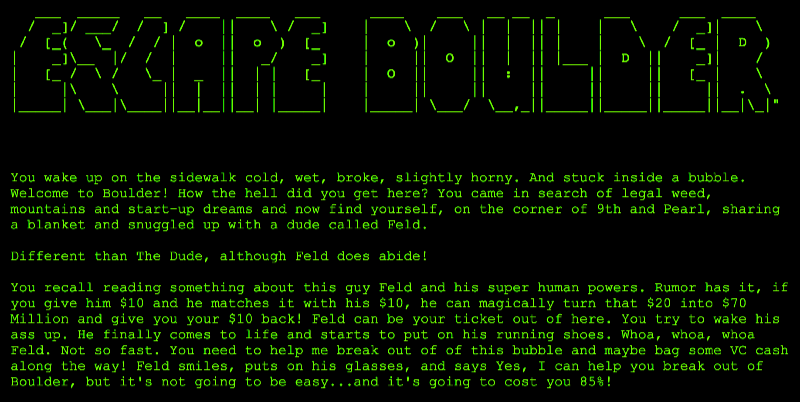 ESCAPE BOULDER
You wake up on the sidewalk cold, wet, broke, slightly horny. And stuck inside a bubble.
Welcome to Boulder! How the hell did you get here? You came in search of legal weed,
mountains and start-up dreams and now find yourself, on the corner of 9th and Pearl, sharing
a blanket and snuggled up with a dude called Feld.
Different than The Dude, although Feld does abide!
You recall reading something about this guy Feld and his super human powers. Rumor has it, if
you give him $10 and he matches it with his $10, he can magically turn that $20 into $70
Million and give you your $10 back! Feld can be your ticket out of here. You try to wake his
ass up. He finally comes to life and starts to put on his running shoes. Whoa, whoa, whoa
Feld. Not so fast. You need to help me break out of of this bubble and maybe bag some VC cash
along the way! Feld smiles, puts on his glasses, and says Yes, I can help you break out of
Boulder, but it's not going to be easy...and it's going to cost you 85%!